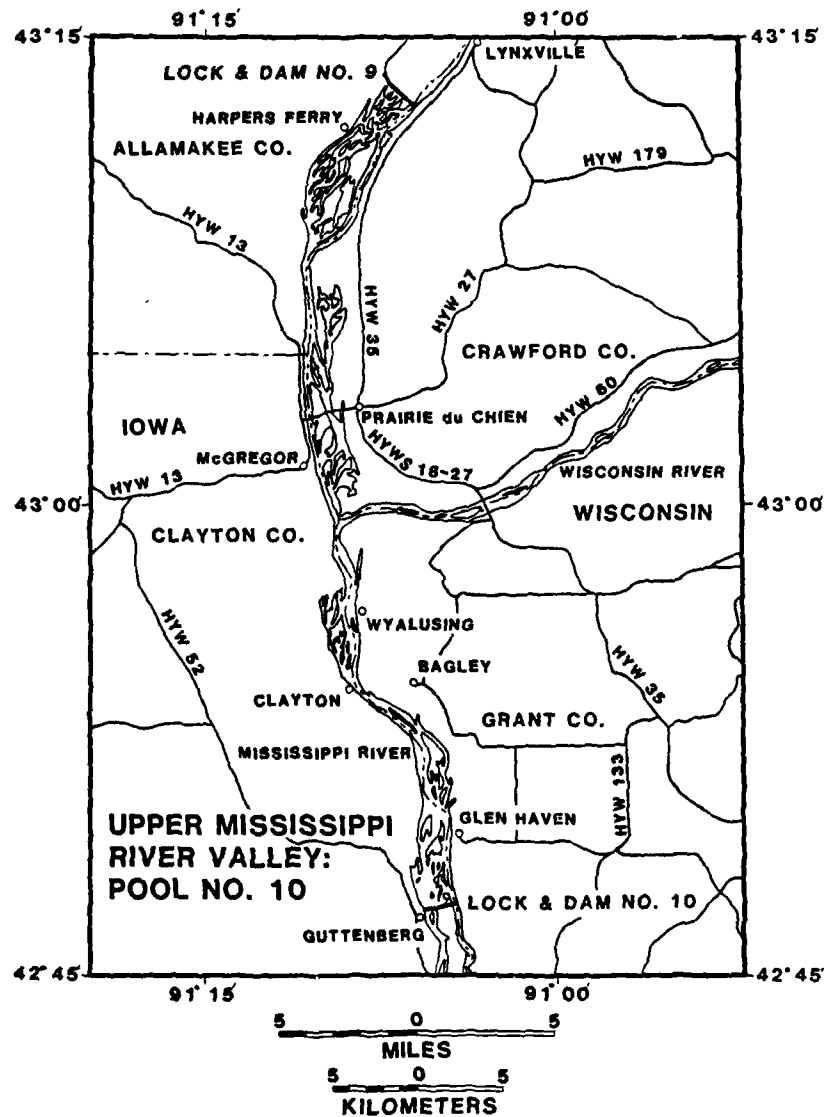 91° 15'
91° 00'
43° 15'
43° 15'
LYNXVILLE
LOCK & DAM NO. 9
HARPERS FERRY
ALLAMAKEE CO.
HYW 179
HYW 13
HYW 35
HYW 27
CRAWFORD CO.
HYW 60
PRAIRIE du CHIEN
IOWA
McGREGOR
HYWS 18-27
HYW 13
WISCONSIN RIVER
43° 00'
WISCONSIN
43° 00'
CLAYTON CO.
HYW 52
WYALUSING
BAGLEY
HYW 35
CLAYTON
GRANT CO.
MISSISSIPPI RIVER
HYW 133
UPPER MISSISSIPPI
RIVER VALLEY:
POOL NO. 10
GLEN HAVEN
LOCK & DAM NO. 10
GUTTENBERG
42° 45'
42° 45'
91° 15'
91° 00'
5 0 5
MILES
5 0 5
KILOMETERS